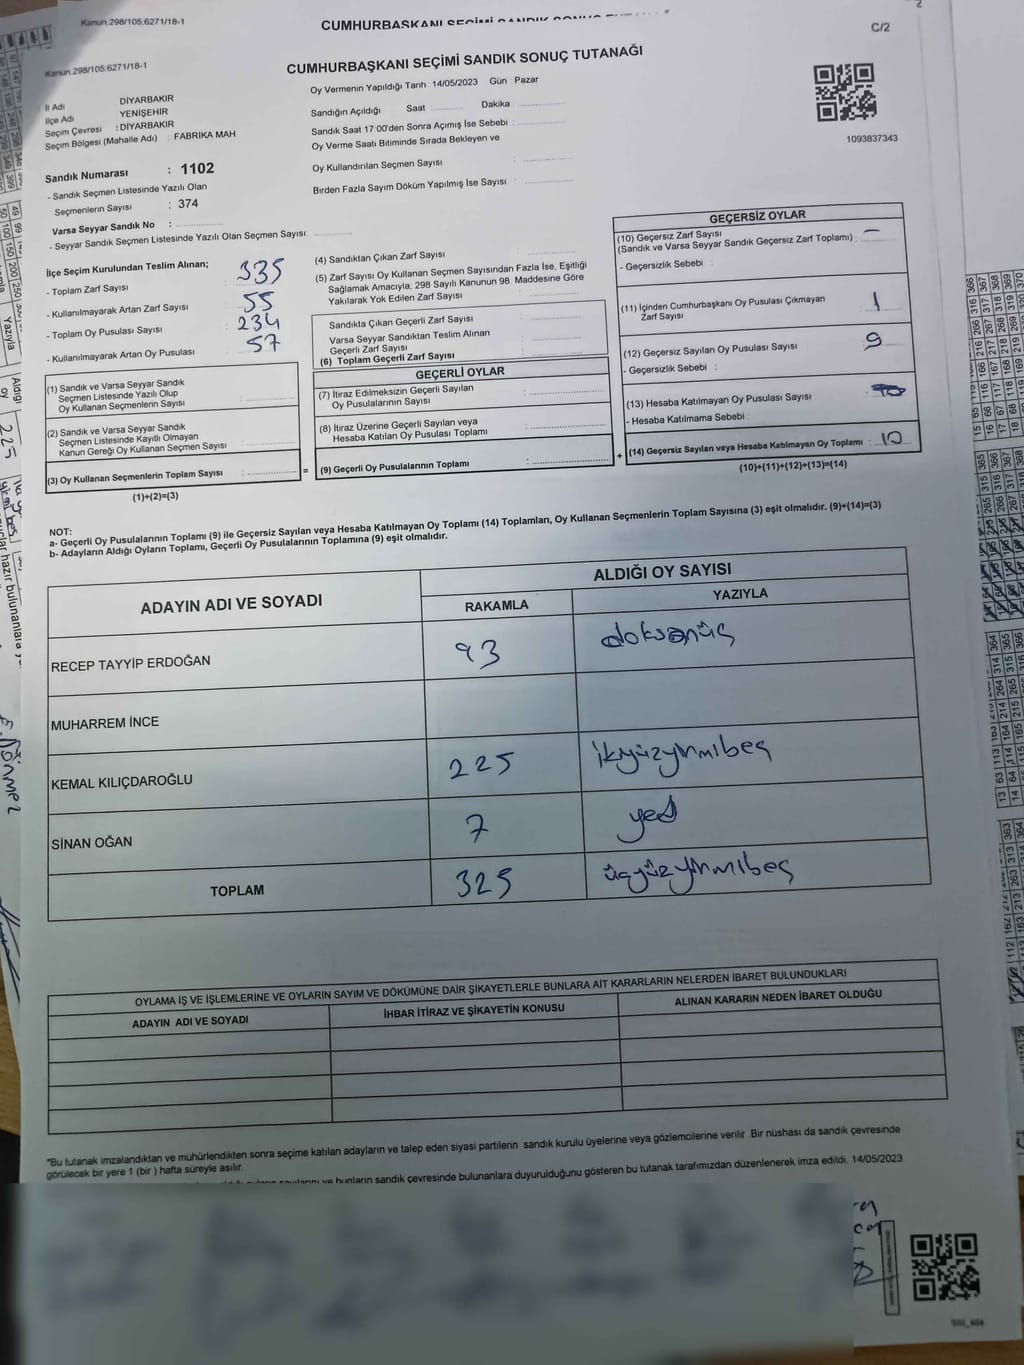 Kanun.298/105.6271/18-1
C/2
Kanun.298/105.6271/18-1
CUMHURBAŞKANI SEÇİMİ SANDIK SONUÇ TUTANAĞI
İl Adı DİYARBAKIR
İlçe Adı YENİŞEHİR
Seçim Çevresi : DİYARBAKIR
Seçim Bölgesi (Mahalle Adı) : FABRIKA MAH
Oy Vermenin Yapıldığı Tarih : 14/05/2023 Gün : Pazar
Sandığın Açıldığı Saat Dakika
Sandık Saat 17:00'den Sonra Açımış İse Sebebi :
Oy Verme Saati Bitiminde Sırada Bekleyen ve
Oy Kullandırılan Seçmen Sayısı :
Birden Fazla Sayım Döküm Yapılmış İse Sayısı :
1093837343
Sandık Numarası : 1102
- Sandık Seçmen Listesinde Yazılı Olan
Seçmenlerin Sayısı : 374
Varsa Seyyar Sandık No :
- Seyyar Sandık Seçmen Listesinde Yazılı Olan Seçmen Sayısı:
İlçe Seçim Kurulundan Teslim Alınan;
- Toplam Zarf Sayısı : 335
- Kullanılmayarak Artan Zarf Sayısı : 55
- Toplam Oy Pusulası Sayısı : 234
- Kullanılmayarak Artan Oy Pusulası : 57
(1) Sandık ve Varsa Seyyar Sandık
Seçmen Listesinde Yazılı Olup
Oy Kullanan Seçmenlerin Sayısı :
(2) Sandık ve Varsa Seyyar Sandık
Seçmen Listesinde Kayıtlı Olmayan
Kanun Gereği Oy Kullanan Seçmen Sayısı :
(3) Oy Kullanan Seçmenlerin Toplam Sayısı :
(1)+(2)=(3)
(4) Sandıktan Çıkan Zarf Sayısı :
(5) Zarf Sayısı Oy Kullanan Seçmen Sayısından Fazla İse, Eşitliği
Sağlamak Amacıyla, 298 Sayılı Kanunun 98. Maddesine Göre
Yakılarak Yok Edilen Zarf Sayısı :
Sandıkta Çıkan Geçerli Zarf Sayısı :
Varsa Seyyar Sandıktan Teslim Alınan
Geçerli Zarf Sayısı :
(6) Toplam Geçerli Zarf Sayısı :
=
GEÇERLİ OYLAR
(7) İtiraz Edilmeksizin Geçerli Sayılan
Oy Pusulalarının Sayısı :
(8) İtiraz Üzerine Geçerli Sayılan veya
Hesaba Katılan Oy Pusulası Toplamı :
(9) Geçerli Oy Pusulalarının Toplamı :
+
GEÇERSİZ OYLAR
(10) Geçersiz Zarf Sayısı
(Sandık ve Varsa Seyyar Sandık Geçersiz Zarf Toplamı) : -
- Geçersizlik Sebebi :
(11) İçinden Cumhurbaşkanı Oy Pusulası Çıkmayan
Zarf Sayısı : 1
(12) Geçersiz Sayılan Oy Pusulası Sayısı : 9
- Geçersizlik Sebebi :
(13) Hesaba Katılmayan Oy Pusulası Sayısı :
- Hesaba Katılmama Sebebi :
(14) Geçersiz Sayılan veya Hesaba Katılmayan Oy Toplamı : 10
(10)+(11)+(12)+(13)=(14)
NOT:
a- Geçerli Oy Pusulalarının Toplamı (9) ile Geçersiz Sayılan veya Hesaba Katılmayan Oy Toplamı (14) Toplamları, Oy Kullanan Seçmenlerin Toplam Sayısına (3) eşit olmalıdır. (9)+(14)=(3)
b- Adayların Aldığı Oyların Toplamı, Geçerli Oy Pusulalarının Toplamına (9) eşit olmalıdır.
ADAYIN ADI VE SOYADI
ALDIĞI OY SAYISI
RAKAMLA YAZIYLA
RECEP TAYYİP ERDOĞAN 93 doksanüç
MUHARREM İNCE
KEMAL KILIÇDAROĞLU 225 ikiyüzyirmibeş
SİNAN OĞAN 7 yedi
TOPLAM 325 üçyüzyirmibeş
OYLAMA İŞ VE İŞLEMLERİNE VE OYLARIN SAYIM VE DÖKÜMÜNE DAİR ŞİKAYETLERLE BUNLARA AİT KARARLARIN NELERDEN İBARET BULUNDUKLARI
ADAYIN ADI VE SOYADI İHBAR İTİRAZ VE ŞİKAYETİN KONUSU ALINAN KARARIN NEDEN İBARET OLDUĞU
*Bu tutanak imzalandıktan ve mühürlendikten sonra seçime katılan adayların ve talep eden siyasi partilerin sandık kurulu üyelerine veya gözlemcilerine verilir. Bir nüshası da sandık çevresinde
görülecek bir yere 1 (bir) hafta süreyle asılır.
ve bunların sandık çevresinde bulunanlara duyurulduğunu gösteren bu tutanak tarafımızdan düzenlenerek imza edildi. 14/05/2023